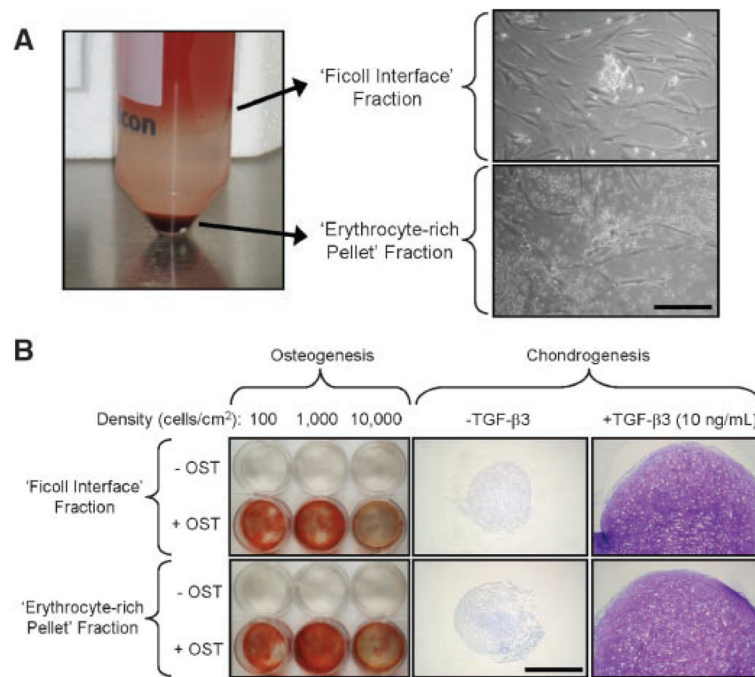 A
'Ficoll Interface'
Fraction
icon
'Erythrocyte-rich
Pellet' Fraction
B
Osteogenesis
Chondrogenesis
Density (cells/cm²): 100 1,000 10,000
-TGF-β3
+TGF-β3 (10 ng/mL)
'Ficoll Interface'
Fraction
- OST
+ OST
'Erythrocyte-rich
Pellet' Fraction
- OST
+ OST